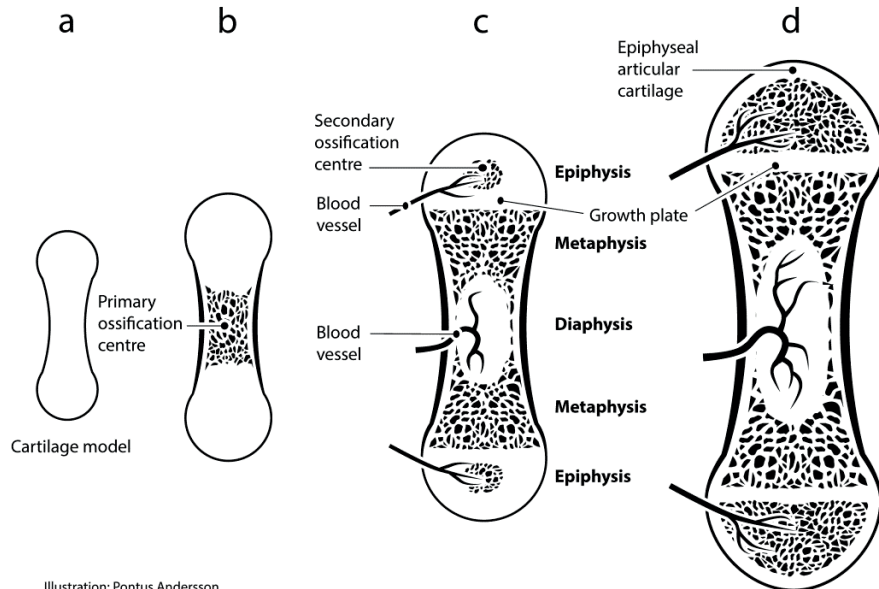 a
b
c
d
Epiphyseal
articular
cartilage
Secondary
ossification
centre
Epiphysis
Blood
vessel
Growth plate
Metaphysis
Primary
ossification
centre
Blood
vessel
Diaphysis
Metaphysis
Cartilage model
Epiphysis
Illustration: Pontus Andersson